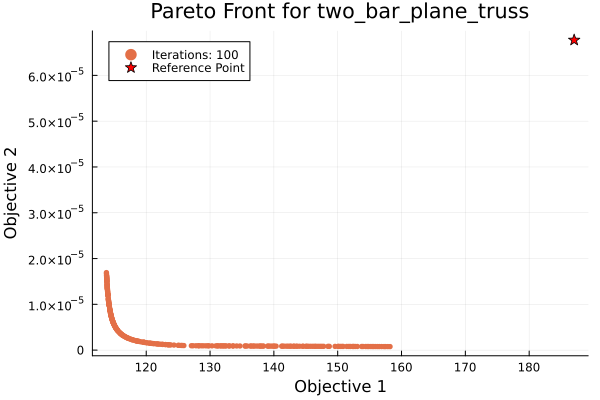 Pareto Front for two_bar_plane_truss
Iterations: 100
Reference Point
Objective 2
6.0×10⁻⁵
5.0×10⁻⁵
4.0×10⁻⁵
3.0×10⁻⁵
2.0×10⁻⁵
1.0×10⁻⁵
0
120 130 140 150 160 170 180
Objective 1